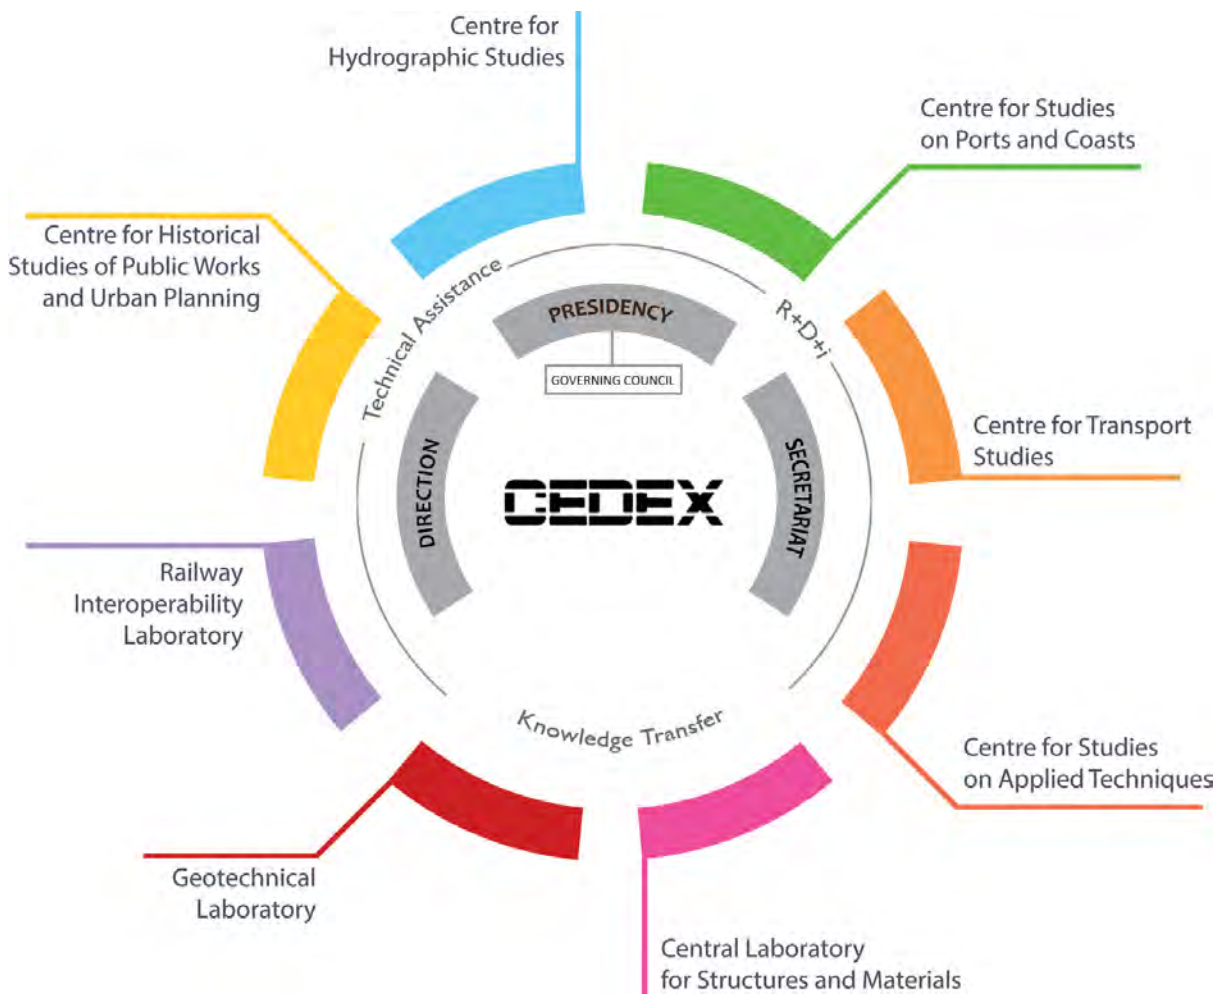 Centre for
Hydrographic Studies
Centre for Studies
on Ports and Coasts
Centre for Historical
Studies of Public Works
and Urban Planning
Technical Assistance
R+D+i
PRESIDENCY
GOVERNING COUNCIL
DIRECTION
SECRETARIAT
CEDEX
Centre for Transport
Studies
Railway
Interoperability
Laboratory
Knowledge Transfer
Centre for Studies
on Applied Techniques
Geotechnical
Laboratory
Central Laboratory
for Structures and Materials